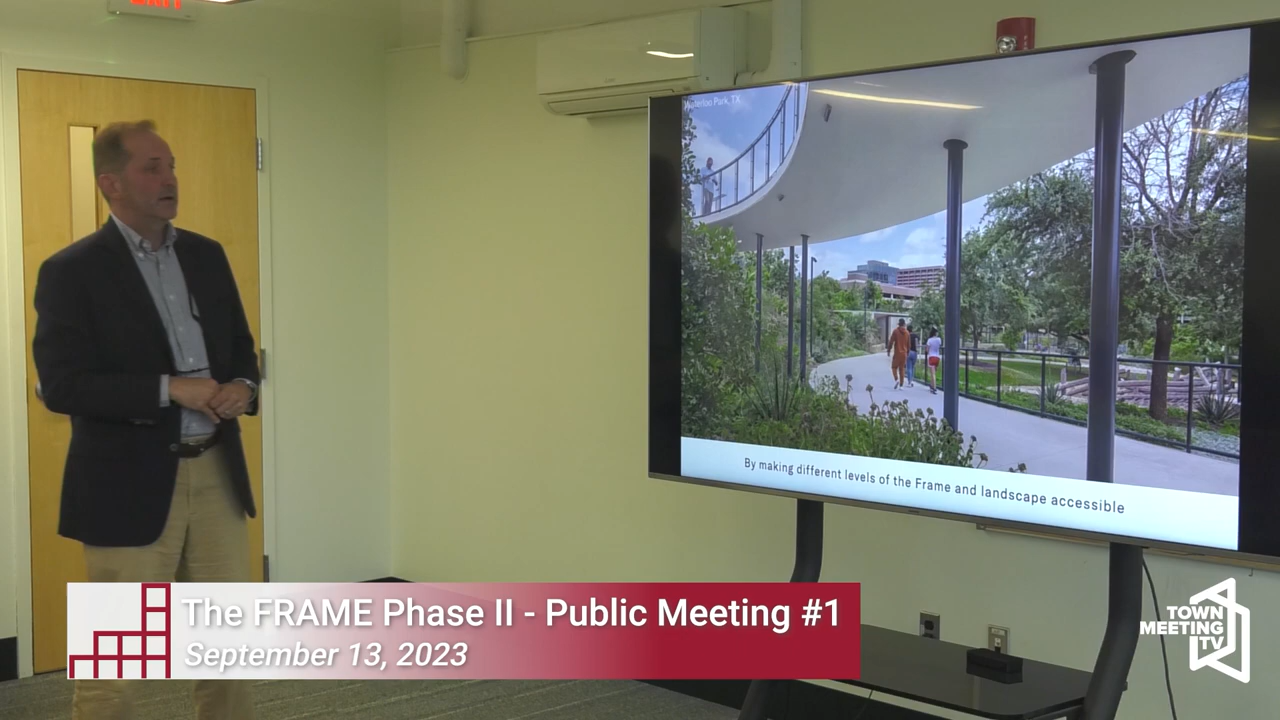 EXIT
Waterloo Park, TX
By making different levels of the Frame and landscape accessible
The FRAME Phase II - Public Meeting #1
September 13, 2023
TOWN
MEETING
TV